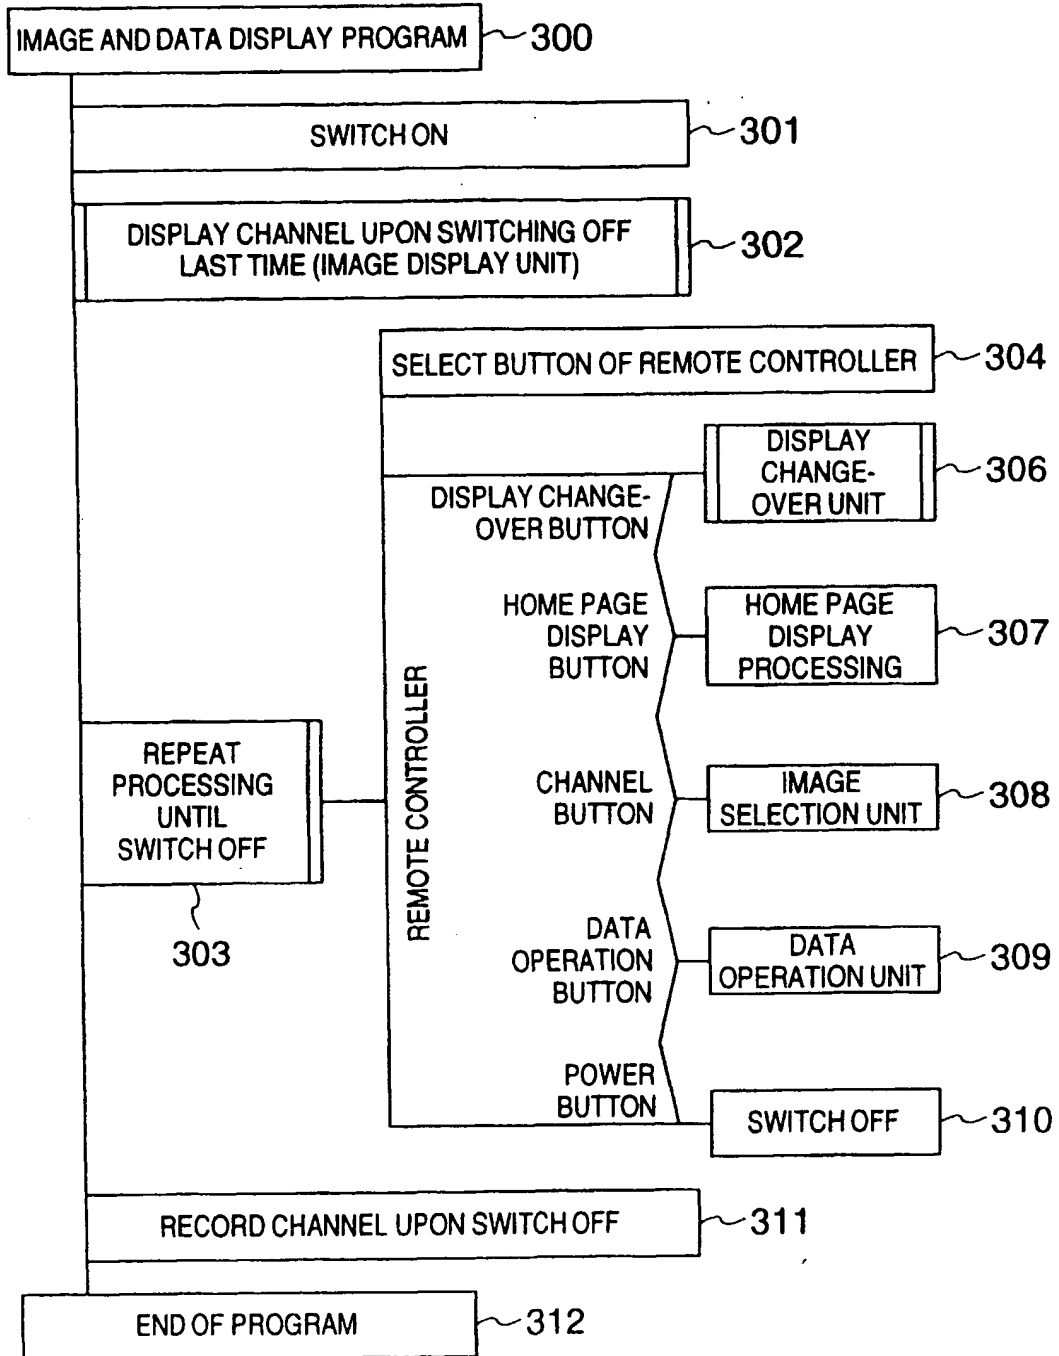 IMAGE AND DATA DISPLAY PROGRAM 300
SWITCH ON 301
DISPLAY CHANNEL UPON SWITCHING OFF
LAST TIME (IMAGE DISPLAY UNIT)
302
SELECT BUTTON OF REMOTE CONTROLLER 304
DISPLAY CHANGE-
OVER BUTTON
DISPLAY
CHANGE-
OVER UNIT
306
HOME PAGE
DISPLAY
BUTTON
HOME PAGE
DISPLAY
PROCESSING
307
REPEAT
PROCESSING
UNTIL
SWITCH OFF
303
REMOTE CONTROLLER
CHANNEL
BUTTON
IMAGE
SELECTION UNIT
308
DATA
OPERATION
BUTTON
DATA
OPERATION UNIT
309
POWER
BUTTON
SWITCH OFF 310
RECORD CHANNEL UPON SWITCH OFF 311
END OF PROGRAM 312